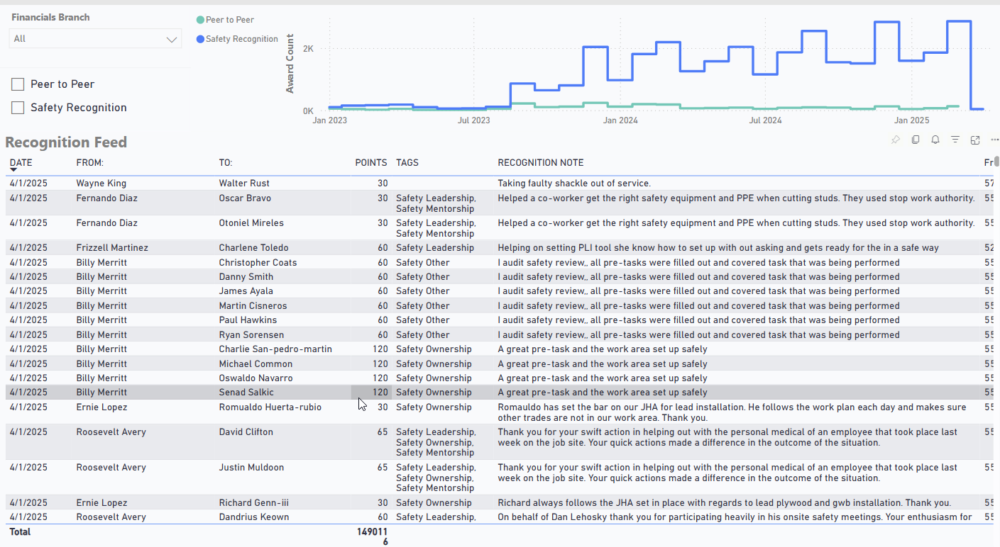 Financials Branch
All
Peer to Peer
Safety Recognition
Peer to Peer
Safety Recognition
Award Count
2K
0K
Jan 2023 Jul 2023 Jan 2024 Jul 2024 Jan 2025
Recognition Feed
DATE FROM: TO: POINTS TAGS RECOGNITION NOTE Fr
4/1/2025 Wayne King Walter Rust 30 Taking faulty shackle out of service. 57
4/1/2025 Fernando Diaz Oscar Bravo 30 Safety Leadership, Helped a co-worker get the right safety equipment and PPE when cutting studs. They used stop work authority. 55
Safety Mentorship
4/1/2025 Fernando Diaz Otoniel Mireles 30 Safety Leadership, Helped a co-worker get the right safety equipment and PPE when cutting studs. They used stop work authority. 55
Safety Mentorship
4/1/2025 Frizzell Martinez Charlene Toledo 60 Safety Leadership Helping on setting PLI tool she know how to set up with out asking and gets ready for the in a safe way 52
4/1/2025 Billy Merritt Christopher Coats 60 Safety Other I audit safety review,, all pre-tasks were filled out and covered task that was being performed 55
4/1/2025 Billy Merritt Danny Smith 60 Safety Other I audit safety review,, all pre-tasks were filled out and covered task that was being performed 55
4/1/2025 Billy Merritt James Ayala 60 Safety Other I audit safety review,, all pre-tasks were filled out and covered task that was being performed 55
4/1/2025 Billy Merritt Martin Cisneros 60 Safety Other I audit safety review,, all pre-tasks were filled out and covered task that was being performed 55
4/1/2025 Billy Merritt Paul Hawkins 60 Safety Other I audit safety review,, all pre-tasks were filled out and covered task that was being performed 55
4/1/2025 Billy Merritt Ryan Sorensen 60 Safety Other I audit safety review,, all pre-tasks were filled out and covered task that was being performed 55
4/1/2025 Billy Merritt Charlie San-pedro-martin 120 Safety Ownership A great pre-task and the work area set up safely 55
4/1/2025 Billy Merritt Michael Common 120 Safety Ownership A great pre-task and the work area set up safely 55
4/1/2025 Billy Merritt Oswaldo Navarro 120 Safety Ownership A great pre-task and the work area set up safely 55
4/1/2025 Billy Merritt Senad Salkic 120 Safety Ownership A great pre-task and the work area set up safely 55
4/1/2025 Ernie Lopez Romualdo Huerta-rubio 30 Safety Ownership Romauldo has set the bar on our JHA for lead installation. He follows the work plan each day and makes sure 55
other trades are not in our work area. Thank you.
4/1/2025 Roosevelt Avery David Clifton 65 Safety Leadership, Thank you for your swift action in helping out with the personal medical of an employee that took place last 55
Safety Ownership, week on the job site. Your quick actions made a difference in the outcome of the situation.
Safety Mentorship
4/1/2025 Roosevelt Avery Justin Muldoon 65 Safety Leadership, Thank you for your swift action in helping out with the personal medical of an employee that took place last 55
Safety Ownership, week on the job site. Your quick actions made a difference in the outcome of the situation.
Safety Mentorship
4/1/2025 Ernie Lopez Richard Genn-iii 30 Safety Ownership Richard always follows the JHA set in place with regards to lead plywood and gwb installation. Thank you. 55
4/1/2025 Roosevelt Avery Dandrius Keown 60 Safety Leadership, On behalf of Dan Lehosky thank you for participating heavily in his onsite safety meetings. Your enthusiasm for 55
Total 149011
6